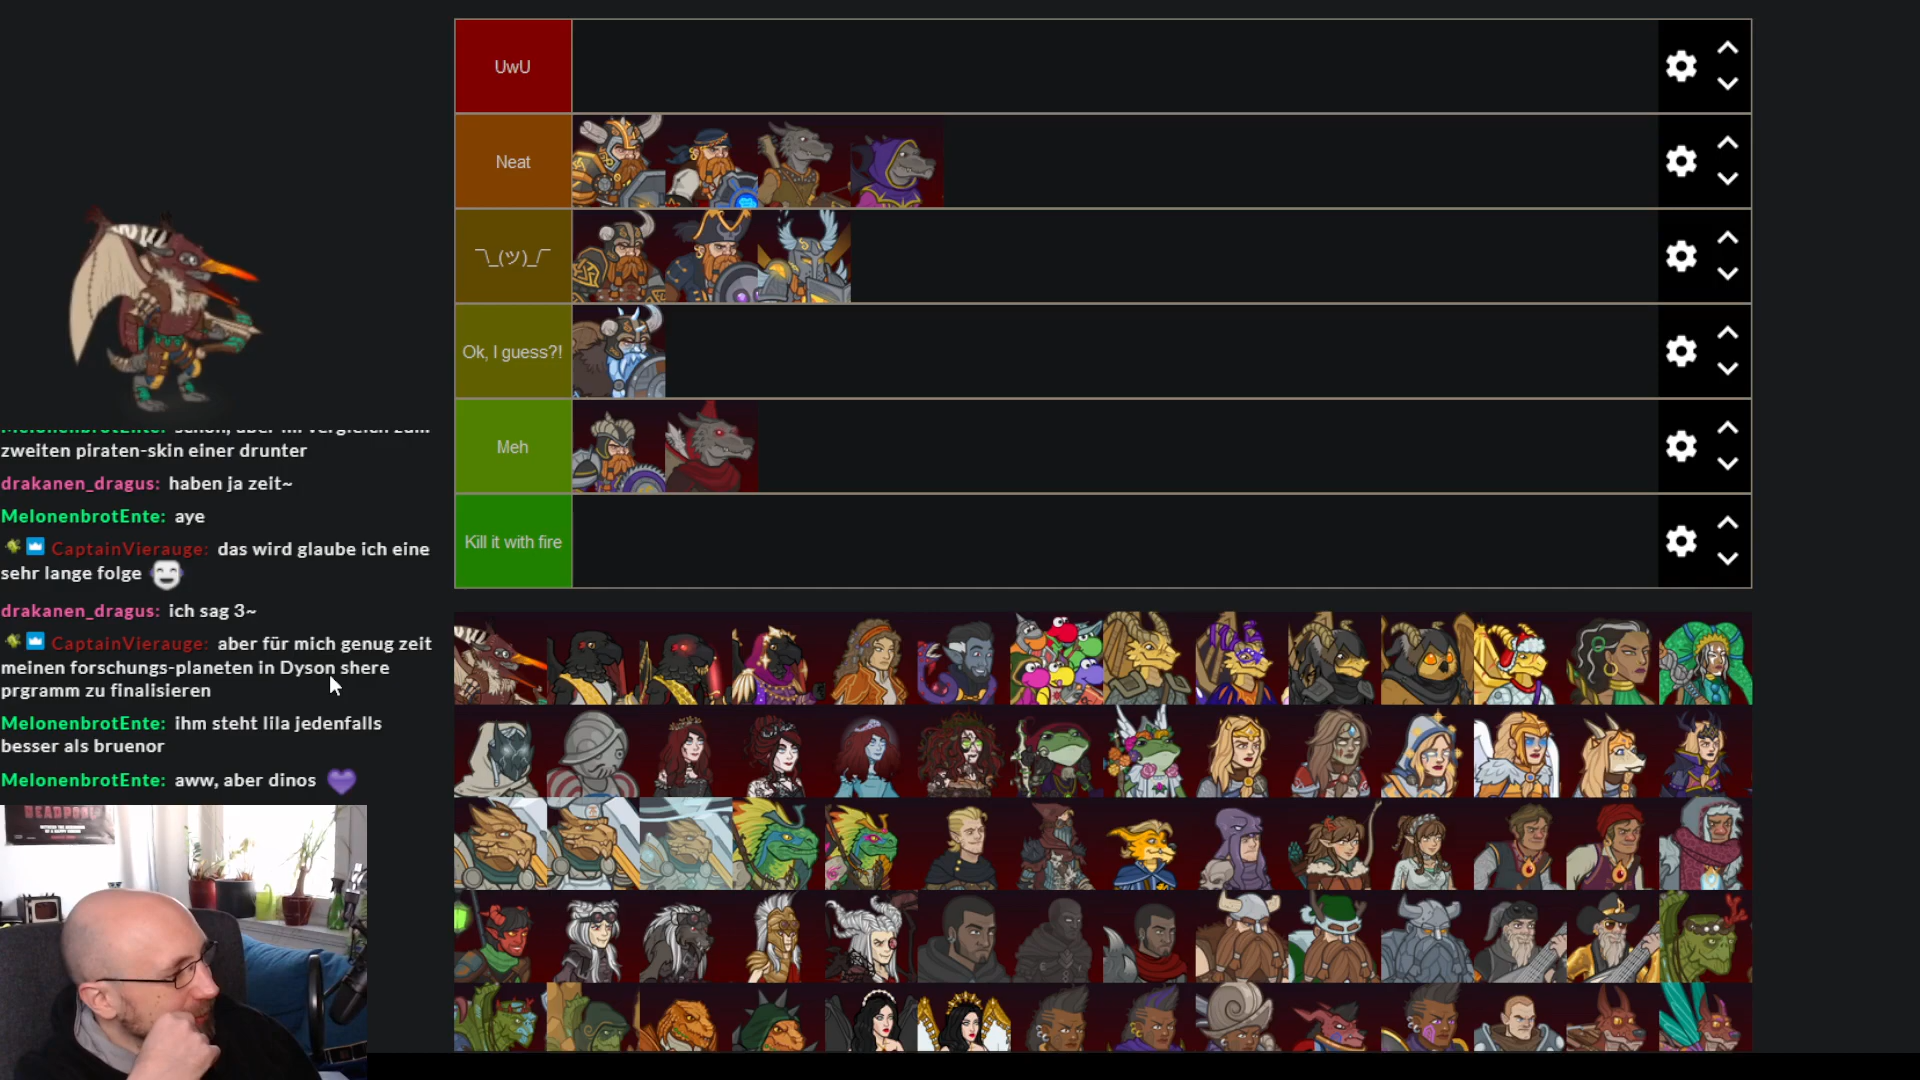 UwU
Neat
¯\_(ツ)_/¯
Ok, I guess?!
Meh
Kill it with fire
zweiten piraten-skin einer drunter
drakanen_dragus: haben ja zeit~
MelonenbrotEnte: aye
CaptainVierauge: das wird glaube ich eine
sehr lange folge
drakanen_dragus: ich sag 3~
CaptainVierauge: aber für mich genug zeit
meinen forschungs-planeten in Dyson shere
prgramm zu finalisieren
MelonenbrotEnte: ihm steht lila jedenfalls
besser als bruenor
MelonenbrotEnte: aww, aber dinos
DEADPOOL